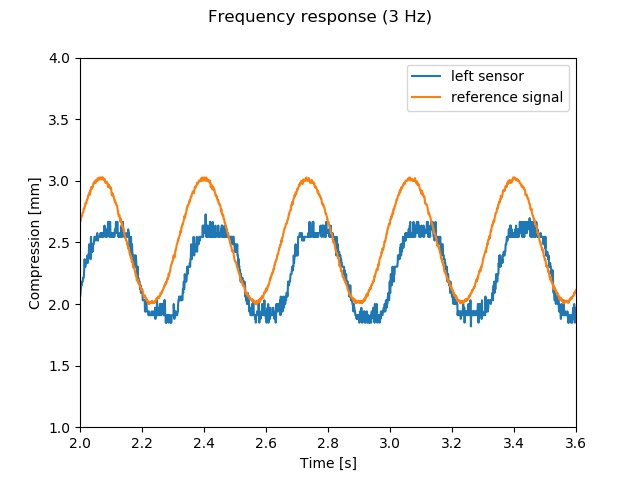 Frequency response (3 Hz)
left sensor
reference signal
Compression [mm]
4.0
3.5
3.0
2.5
2.0
1.5
1.0
2.0 2.2 2.4 2.6 2.8 3.0 3.2 3.4 3.6
Time [s]